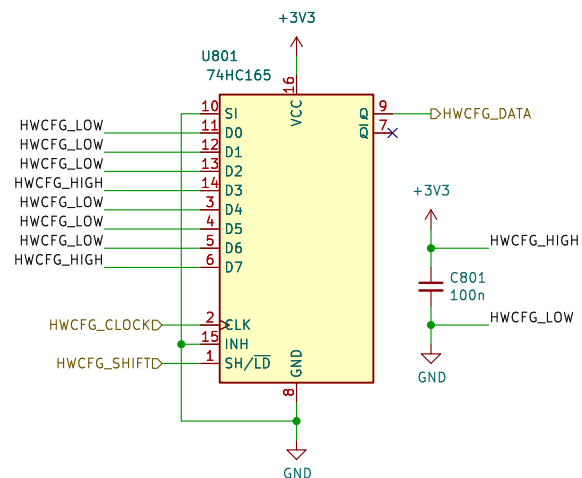 +3V3
U801
74HC165
16
VCC
10 SI
HWCFG_LOW 11 D0
HWCFG_LOW 12 D1
HWCFG_LOW 13 D2
HWCFG_HIGH 14 D3
HWCFG_LOW 3 D4
HWCFG_LOW 4 D5
HWCFG_LOW 5 D6
HWCFG_HIGH 6 D7
HWCFG_CLOCK 2 CLK
15 INH
HWCFG_SHIFT 1 SH/LD
Q 9 HWCFG_DATA
Q 7
GND
8
GND
+3V3
HWCFG_HIGH
C801
100n
HWCFG_LOW
GND